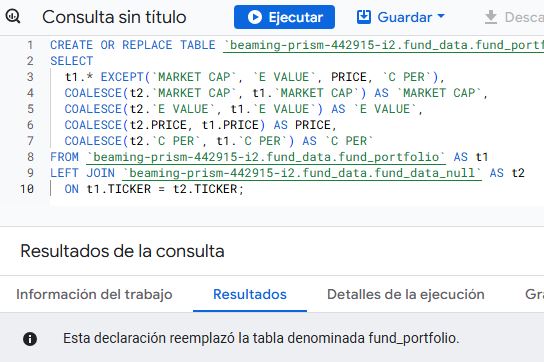 Consulta sin título
Ejecutar
Guardar
Desca
1 CREATE OR REPLACE TABLE `beaming-prism-442915-i2.fund_data.fund_portf
2 SELECT
3 t1.* EXCEPT(`MARKET CAP`, `E VALUE`, PRICE, `C PER`),
4 COALESCE(t2.`MARKET CAP`, t1.`MARKET CAP`) AS `MARKET CAP`,
5 COALESCE(t2.`E VALUE`, t1.`E VALUE`) AS `E VALUE`,
6 COALESCE(t2.PRICE, t1.PRICE) AS PRICE,
7 COALESCE(t2.`C PER`, t1.`C PER`) AS `C PER`
8 FROM `beaming-prism-442915-i2.fund_data.fund_portfolio` AS t1
9 LEFT JOIN `beaming-prism-442915-i2.fund_data.fund_data_null` AS t2
10 ON t1.TICKER = t2.TICKER;
Resultados de la consulta
Información del trabajo
Resultados
Detalles de la ejecución
Gra
Esta declaración reemplazó la tabla denominada fund_portfolio.